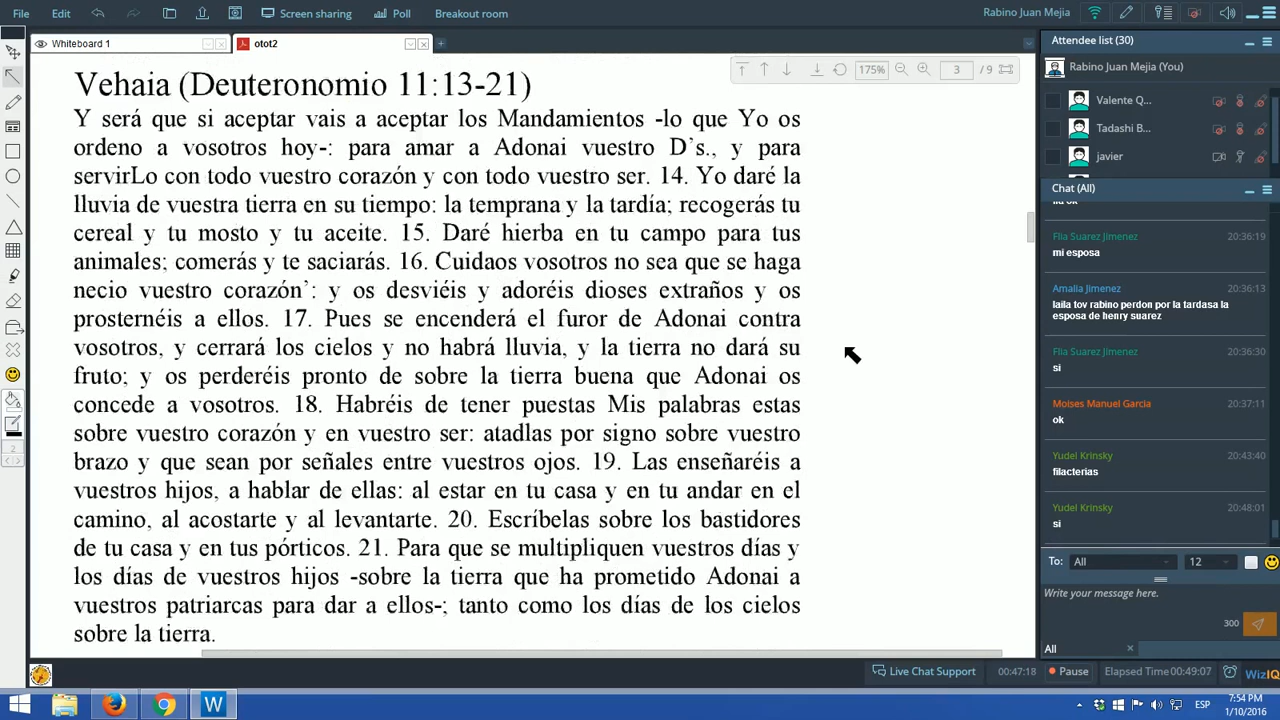 File
Edit
Screen sharing
Poll
Breakout room
Rabino Juan Mejia
Whiteboard 1
otot2
175%
3
/ 9
Vehaia (Deuteronomio 11:13-21)
Y será que si aceptar vais a aceptar los Mandamientos -lo que Yo os
ordeno a vosotros hoy-: para amar a Adonai vuestro D`s., y para
servirLo con todo vuestro corazón y con todo vuestro ser. 14. Yo daré la
lluvia de vuestra tierra en su tiempo: la temprana y la tardía; recogerás tu
cereal y tu mosto y tu aceite. 15. Daré hierba en tu campo para tus
animales; comerás y te saciarás. 16. Cuidaos vosotros no sea que se haga
necio vuestro corazón’: y os desviéis y adoréis dioses extraños y os
prosternéis a ellos. 17. Pues se encenderá el furor de Adonai contra
vosotros, y cerrará los cielos y no habrá lluvia, y la tierra no dará su
fruto; y os perderéis pronto de sobre la tierra buena que Adonai os
concede a vosotros. 18. Habréis de tener puestas Mis palabras estas
sobre vuestro corazón y en vuestro ser: atadlas por signo sobre vuestro
brazo y que sean por señales entre vuestros ojos. 19. Las enseñaréis a
vuestros hijos, a hablar de ellas: al estar en tu casa y en tu andar en el
camino, al acostarte y al levantarte. 20. Escríbelas sobre los bastidores
de tu casa y en tus pórticos. 21. Para que se multipliquen vuestros días y
los días de vuestros hijos -sobre la tierra que ha prometido Adonai a
vuestros patriarcas para dar a ellos-; tanto como los días de los cielos
sobre la tierra.
Attendee list (30)
Rabino Juan Mejia (You)
Valente Q...
Tadashi B...
Javier
Chat (All)
Flia Suarez Jimenez 20:36:19
mi esposa
Amalia Jimenez 20:36:13
laila tov rabino perdon por la tardasa la
esposa de henry suarez
Flia Suarez Jimenez 20:36:30
si
Moises Manuel Garcia 20:37:11
ok
Yudel Krinsky 20:43:40
filacterias
Yudel Krinsky 20:48:01
si
To: All 12
Write your message here.
300
All
Live Chat Support
00:47:18
Pause
Elapsed Time 00:49:07
WizIQ
2
ESP
7:54 PM
1/10/2016